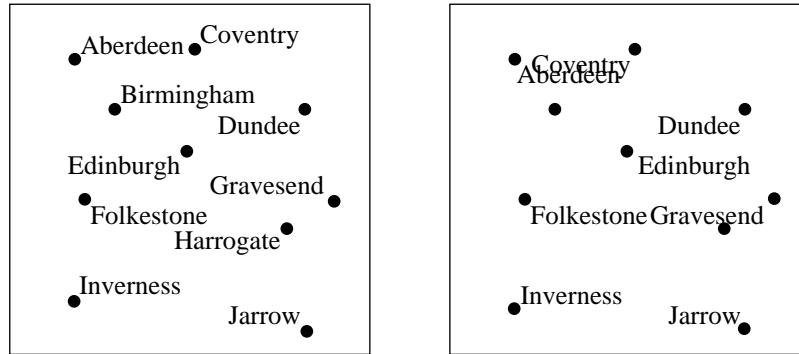 Coventry
Aberdeen
Birmingham
Dundee
Edinburgh
Gravesend
Folkestone
Harrogate
Inverness
Jarrow
Coventry
Aberdeen
Dundee
Edinburgh
Folkestone
Gravesend
Inverness
Jarrow